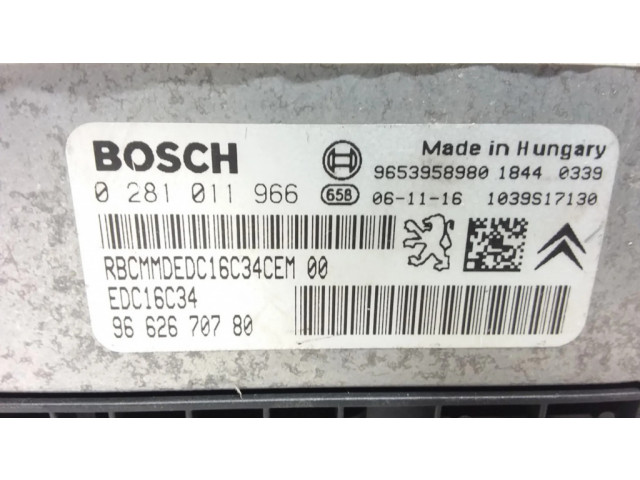 BOSCH
Made in Hungary
9653958980 1844 0339
0 281 011 966
658 06-11-16 1039S17130
RBCMMDEDC16C34CEM 00
EDC16C34
96 626 707 80